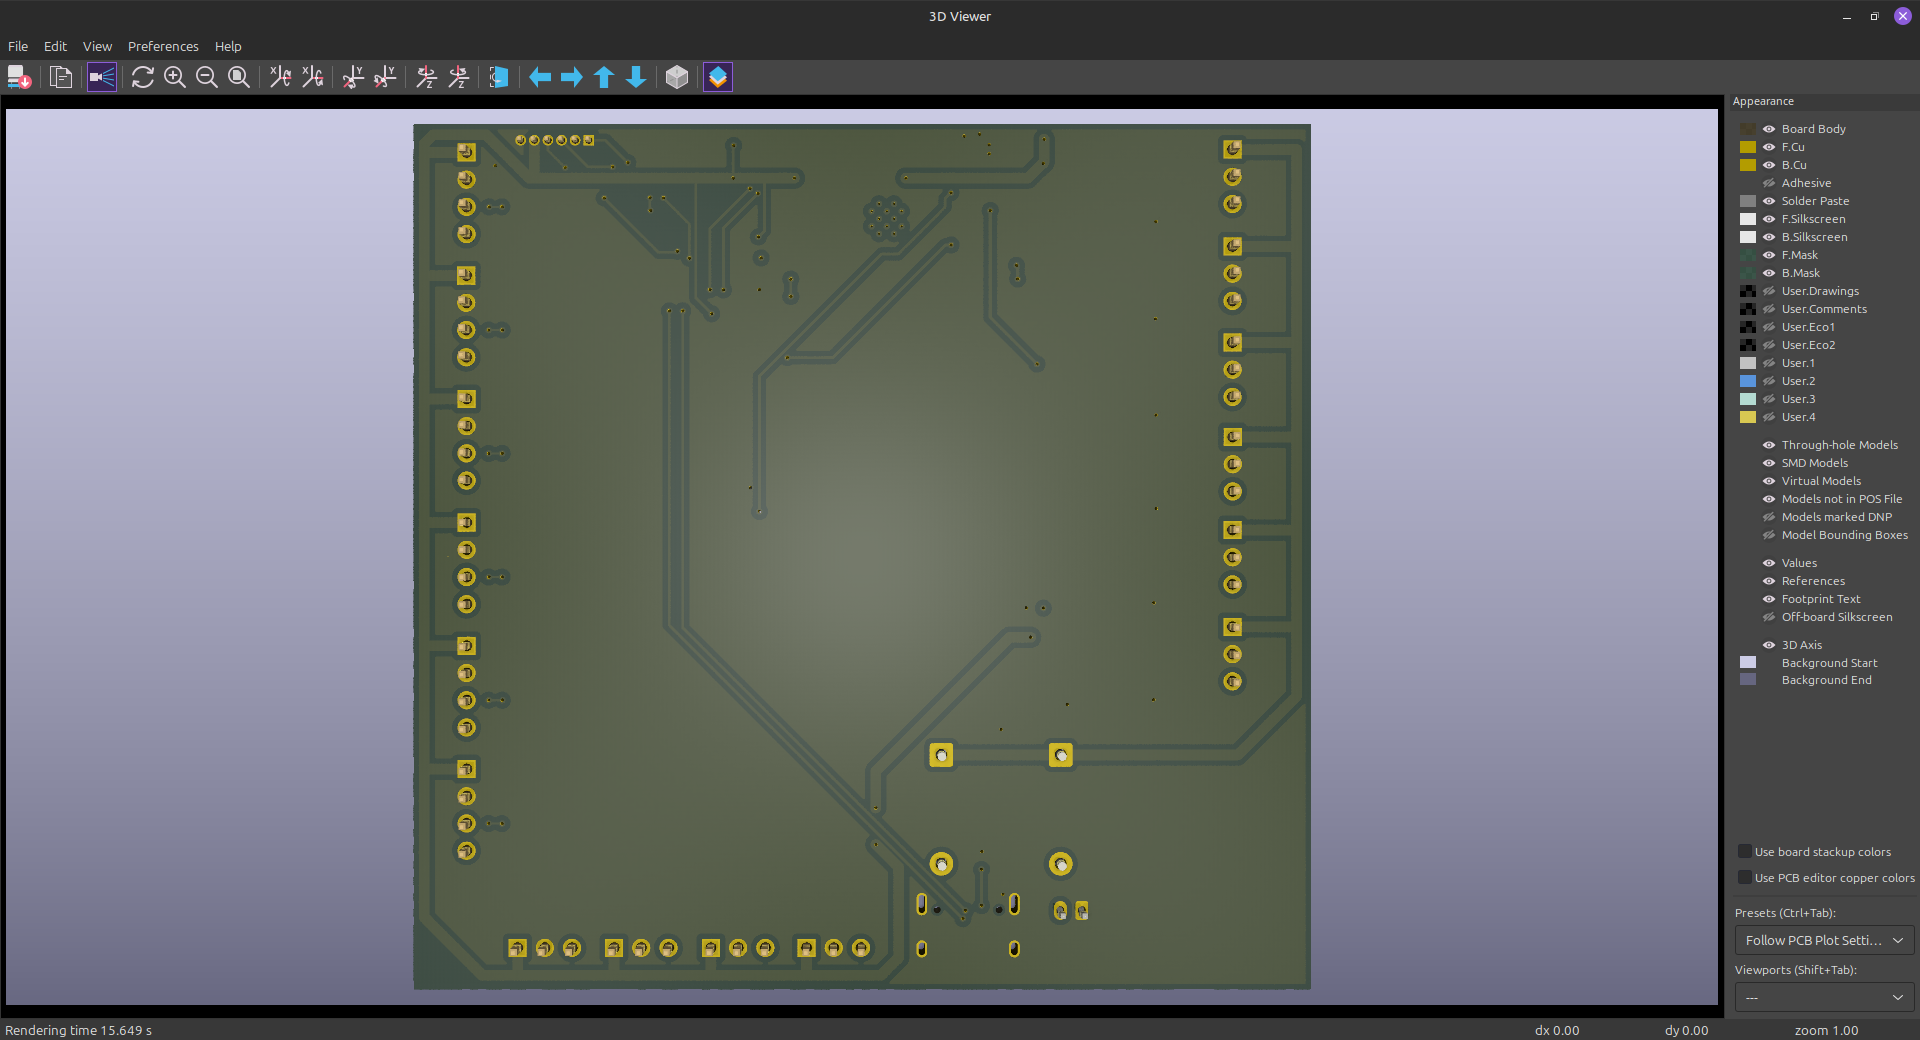 3D Viewer
File Edit View Preferences Help
Appearance
Board Body
F.Cu
B.Cu
Adhesive
Solder Paste
F.Silkscreen
B.Silkscreen
F.Mask
B.Mask
User.Drawings
User.Comments
User.Eco1
User.Eco2
User.1
User.2
User.3
User.4
Through-hole Models
SMD Models
Virtual Models
Models not in POS File
Models marked DNP
Model Bounding Boxes
Values
References
Footprint Text
Off-board Silkscreen
3D Axis
Background Start
Background End
Use board stackup colors
Use PCB editor copper colors
Presets (Ctrl+Tab):
Follow PCB Plot Setti...
Viewports (Shift+Tab):
---
Rendering time 15.649 s dx 0.00 dy 0.00 zoom 1.00